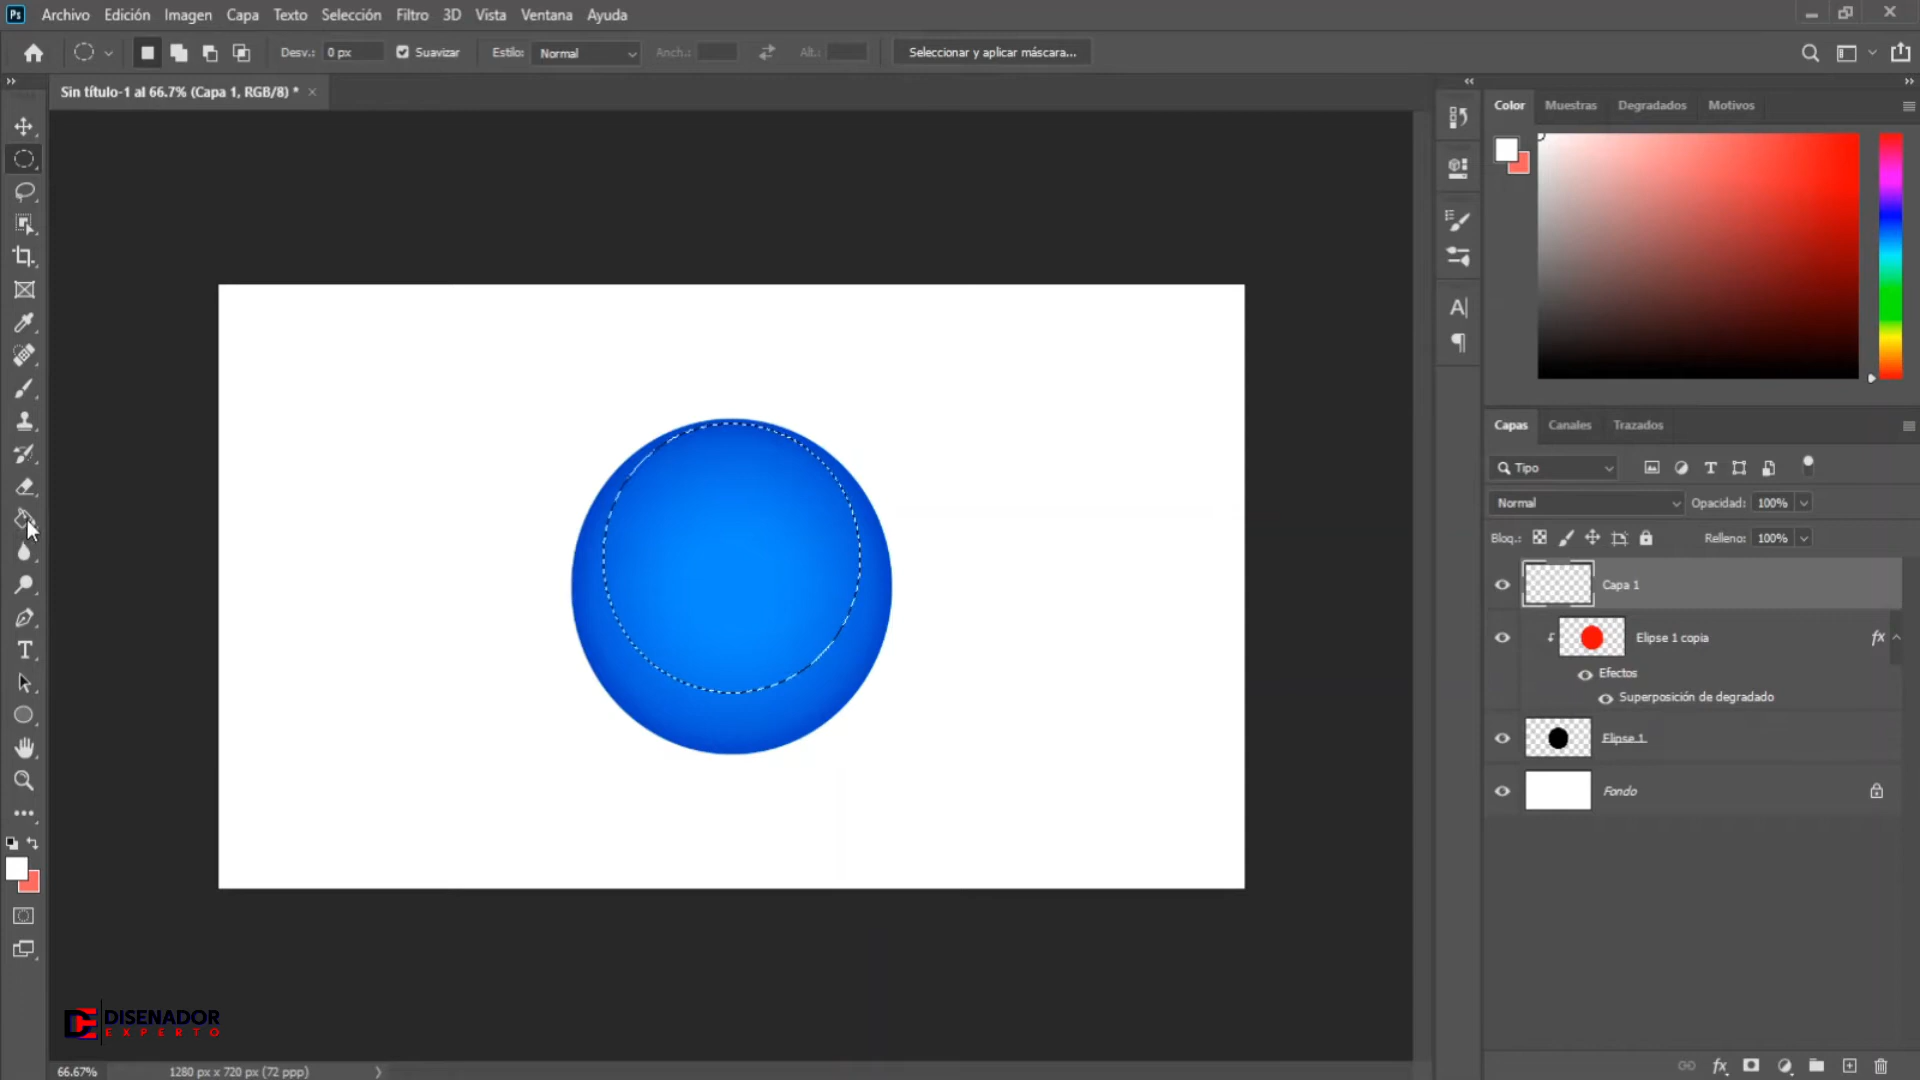 Ps Archivo Edición Imagen Capa Texto Selección Filtro 3D Vista Ventana Ayuda
Desv.: 0 px Suavizar Estilo: Normal Anch.: Alt.: Seleccionar y aplicar máscara...
Sin título-1 al 66.7% (Capa 1, RGB/8) * ×
Color Muestras Degradados Motivos
Capas Canales Trazados
Tipo
Normal Opacidad: 100%
Bloq.: Relleno: 100%
Capa 1
Elipse 1 copia fx
Efectos
Superposición de degradado
Elipse 1
Fondo
DISENADOR
EXPERTO
66.67% 1280 px x 720 px (72 ppp)